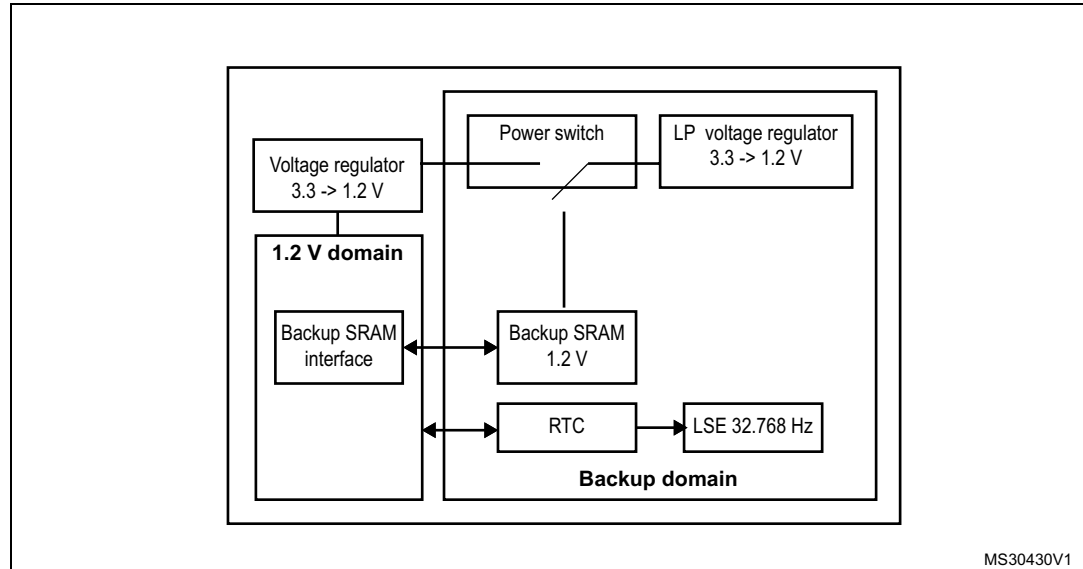 Power switch
LP voltage regulator
3.3 -> 1.2 V
Voltage regulator
3.3 -> 1.2 V
1.2 V domain
Backup SRAM
interface
Backup SRAM
1.2 V
RTC
LSE 32.768 Hz
Backup domain
MS30430V1